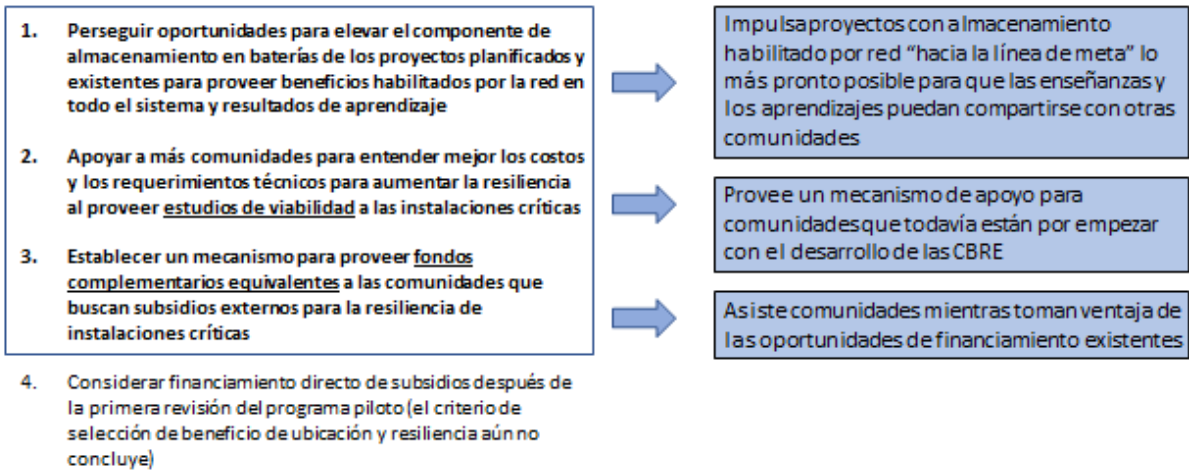 1. Perseguir oportunidades para elevar el componente de
almacenamiento en baterías de los proyectos planificados y
existentes para proveer beneficios habilitados por la red en
todo el sistema y resultados de aprendizaje
2. Apoyar a más comunidades para entender mejor los costos
y los requerimientos técnicos para aumentar la resiliencia
al proveer estudios de viabilidad a las instalaciones críticas
3. Establecer un mecanismo para proveer fondos
complementarios equivalentes a las comunidades que
buscan subsidios externos para la resiliencia de
instalaciones críticas
4. Considerar financiamiento directo de subsidios después de
la primera revisión del programa piloto (el criterio de
selección de beneficio de ubicación y resiliencia aún no
concluye)
Impulsa proyectos con almacenamiento
habilitado por red “hacia la línea de meta” lo
más pronto posible para que las enseñanzas y
los aprendizajes puedan compartirse con otras
comunidades
Provee un mecanismo de apoyo para
comunidades que todavía están por empezar
con el desarrollo de las CBRE
Asiste comunidades mientras toman ventaja de
las oportunidades de financiamiento existentes